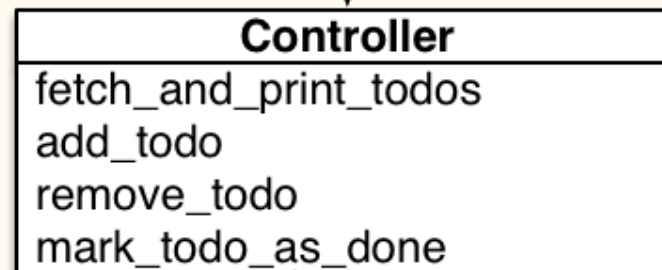 Controller
fetch_and_print_todos
add_todo
remove_todo
mark_todo_as_done